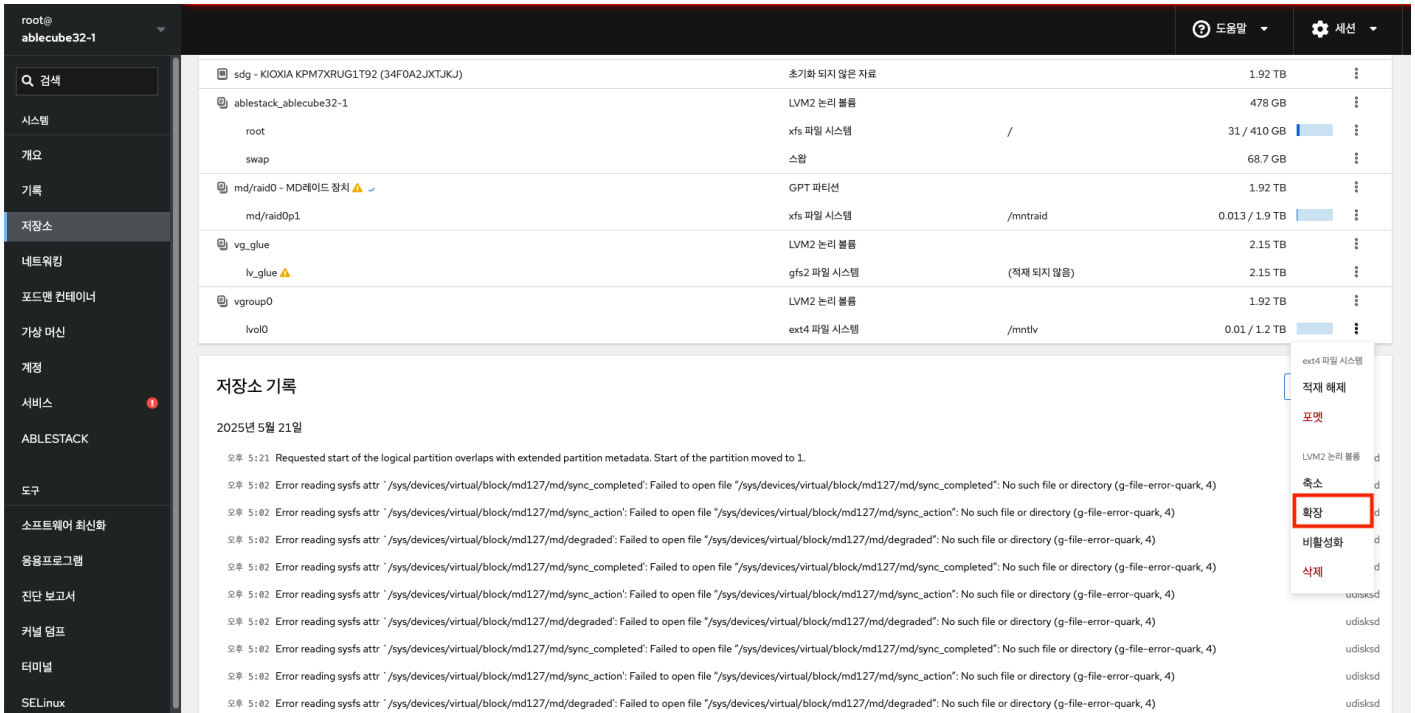 root@
ablecube32-1
도움말
세션
검색
시스템
개요
기록
저장소
네트워킹
포드맨 컨테이너
가상 머신
계정
서비스
ABLESTACK
도구
소프트웨어 최신화
응용프로그램
진단 보고서
커널 덤프
터미널
SELinux
sdg - KIOXIA KPM7XRUG1T92 (34F0A2JXTJKJ) 초기화 되지 않은 자료 1.92 TB
ablestack_ablecube32-1 LVM2 논리 볼륨 478 GB
root xfs 파일 시스템 / 31 / 410 GB
swap 스왑 68.7 GB
md/raid0 - MD레이드 장치 GPT 파티션 1.92 TB
md/raid0p1 xfs 파일 시스템 /mntraid 0.013 / 1.9 TB
vg_glue LVM2 논리 볼륨 2.15 TB
lv_glue gfs2 파일 시스템 (적재 되지 않음) 2.15 TB
vgroup0 LVM2 논리 볼륨 1.92 TB
lvol0 ext4 파일 시스템 /mntlv 0.01 / 1.2 TB
ext4 파일 시스템
적재 해제
포멧
LVM2 논리 볼륨
축소
확장
비활성화
삭제
저장소 기록
2025년 5월 21일
오후 5:21 Requested start of the logical partition overlaps with extended partition metadata. Start of the partition moved to 1.
오후 5:02 Error reading sysfs attr `/sys/devices/virtual/block/md127/md/sync_completed': Failed to open file “/sys/devices/virtual/block/md127/md/sync_completed”: No such file or directory (g-file-error-quark, 4)
오후 5:02 Error reading sysfs attr `/sys/devices/virtual/block/md127/md/sync_action': Failed to open file “/sys/devices/virtual/block/md127/md/sync_action”: No such file or directory (g-file-error-quark, 4)
오후 5:02 Error reading sysfs attr `/sys/devices/virtual/block/md127/md/degraded': Failed to open file “/sys/devices/virtual/block/md127/md/degraded”: No such file or directory (g-file-error-quark, 4)
오후 5:02 Error reading sysfs attr `/sys/devices/virtual/block/md127/md/sync_completed': Failed to open file “/sys/devices/virtual/block/md127/md/sync_completed”: No such file or directory (g-file-error-quark, 4)
오후 5:02 Error reading sysfs attr `/sys/devices/virtual/block/md127/md/sync_action': Failed to open file “/sys/devices/virtual/block/md127/md/sync_action”: No such file or directory (g-file-error-quark, 4) udisksd
오후 5:02 Error reading sysfs attr `/sys/devices/virtual/block/md127/md/degraded': Failed to open file “/sys/devices/virtual/block/md127/md/degraded”: No such file or directory (g-file-error-quark, 4) udisksd
오후 5:02 Error reading sysfs attr `/sys/devices/virtual/block/md127/md/sync_completed': Failed to open file “/sys/devices/virtual/block/md127/md/sync_completed”: No such file or directory (g-file-error-quark, 4) udisksd
오후 5:02 Error reading sysfs attr `/sys/devices/virtual/block/md127/md/sync_action': Failed to open file “/sys/devices/virtual/block/md127/md/sync_action”: No such file or directory (g-file-error-quark, 4) udisksd
오후 5:02 Error reading sysfs attr `/sys/devices/virtual/block/md127/md/degraded': Failed to open file “/sys/devices/virtual/block/md127/md/degraded”: No such file or directory (g-file-error-quark, 4) udisksd